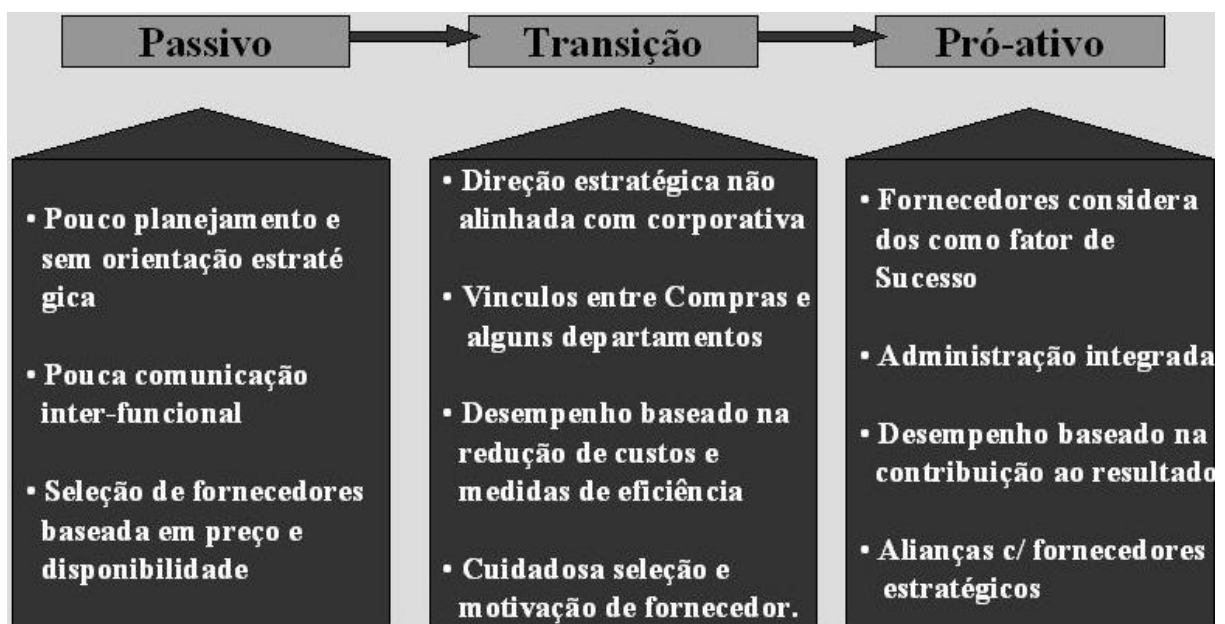 Passivo
Transição
Pró-ativo
• Pouco planejamento e
sem orientação estraté
gica
• Pouca comunicação
inter-funcional
• Seleção de fornecedores
baseada em preço e
disponibilidade
• Direção estratégica não
alinhada com corporativa
• Vinculos entre Compras e
alguns departamentos
• Desempenho baseado na
redução de custos e
medidas de eficiência
• Cuidadosa seleção e
motivação de fornecedor.
• Fornecedores considera
dos como fator de
Sucesso
• Administração integrada
• Desempenho baseado na
contribuição ao resultado
• Alianças c/ fornecedores
estratégicos